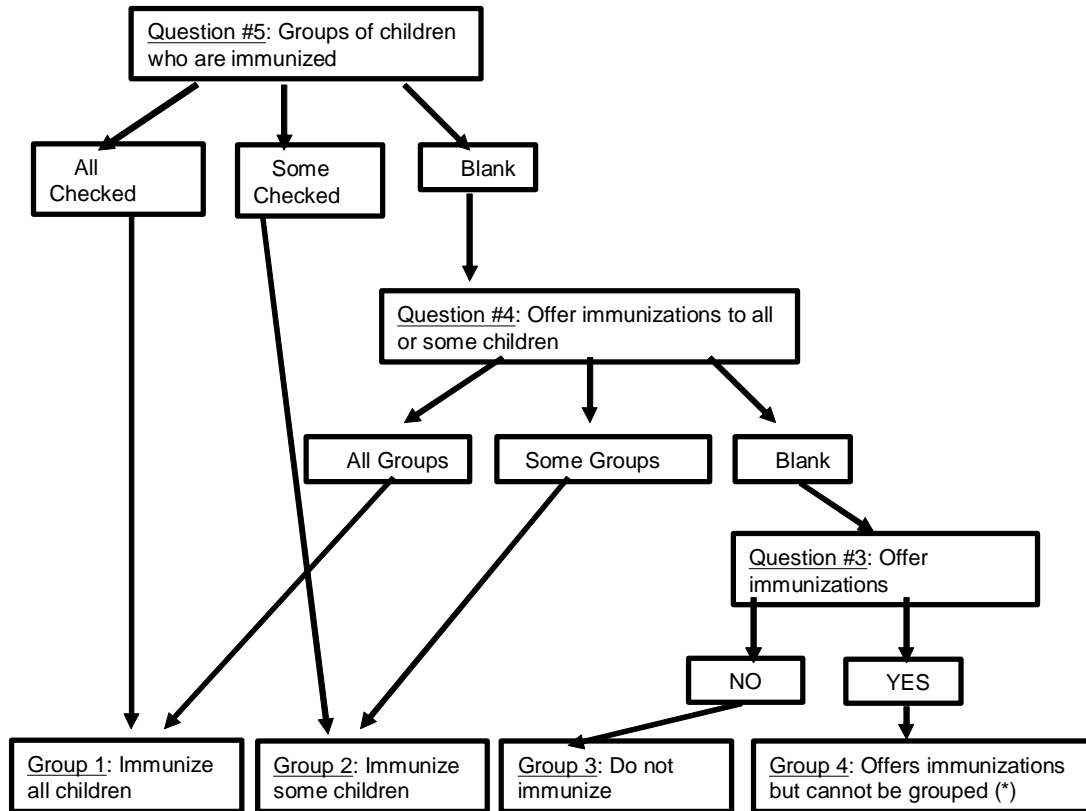 Question #5: Groups of children
who are immunized
All
Checked
Some
Checked
Blank
Question #4: Offer immunizations to all
or some children
All Groups
Some Groups
Blank
Question #3: Offer
immunizations
NO
YES
Group 1: Immunize
all children
Group 2: Immunize
some children
Group 3: Do not
immunize
Group 4: Offers immunizations
but cannot be grouped (*)